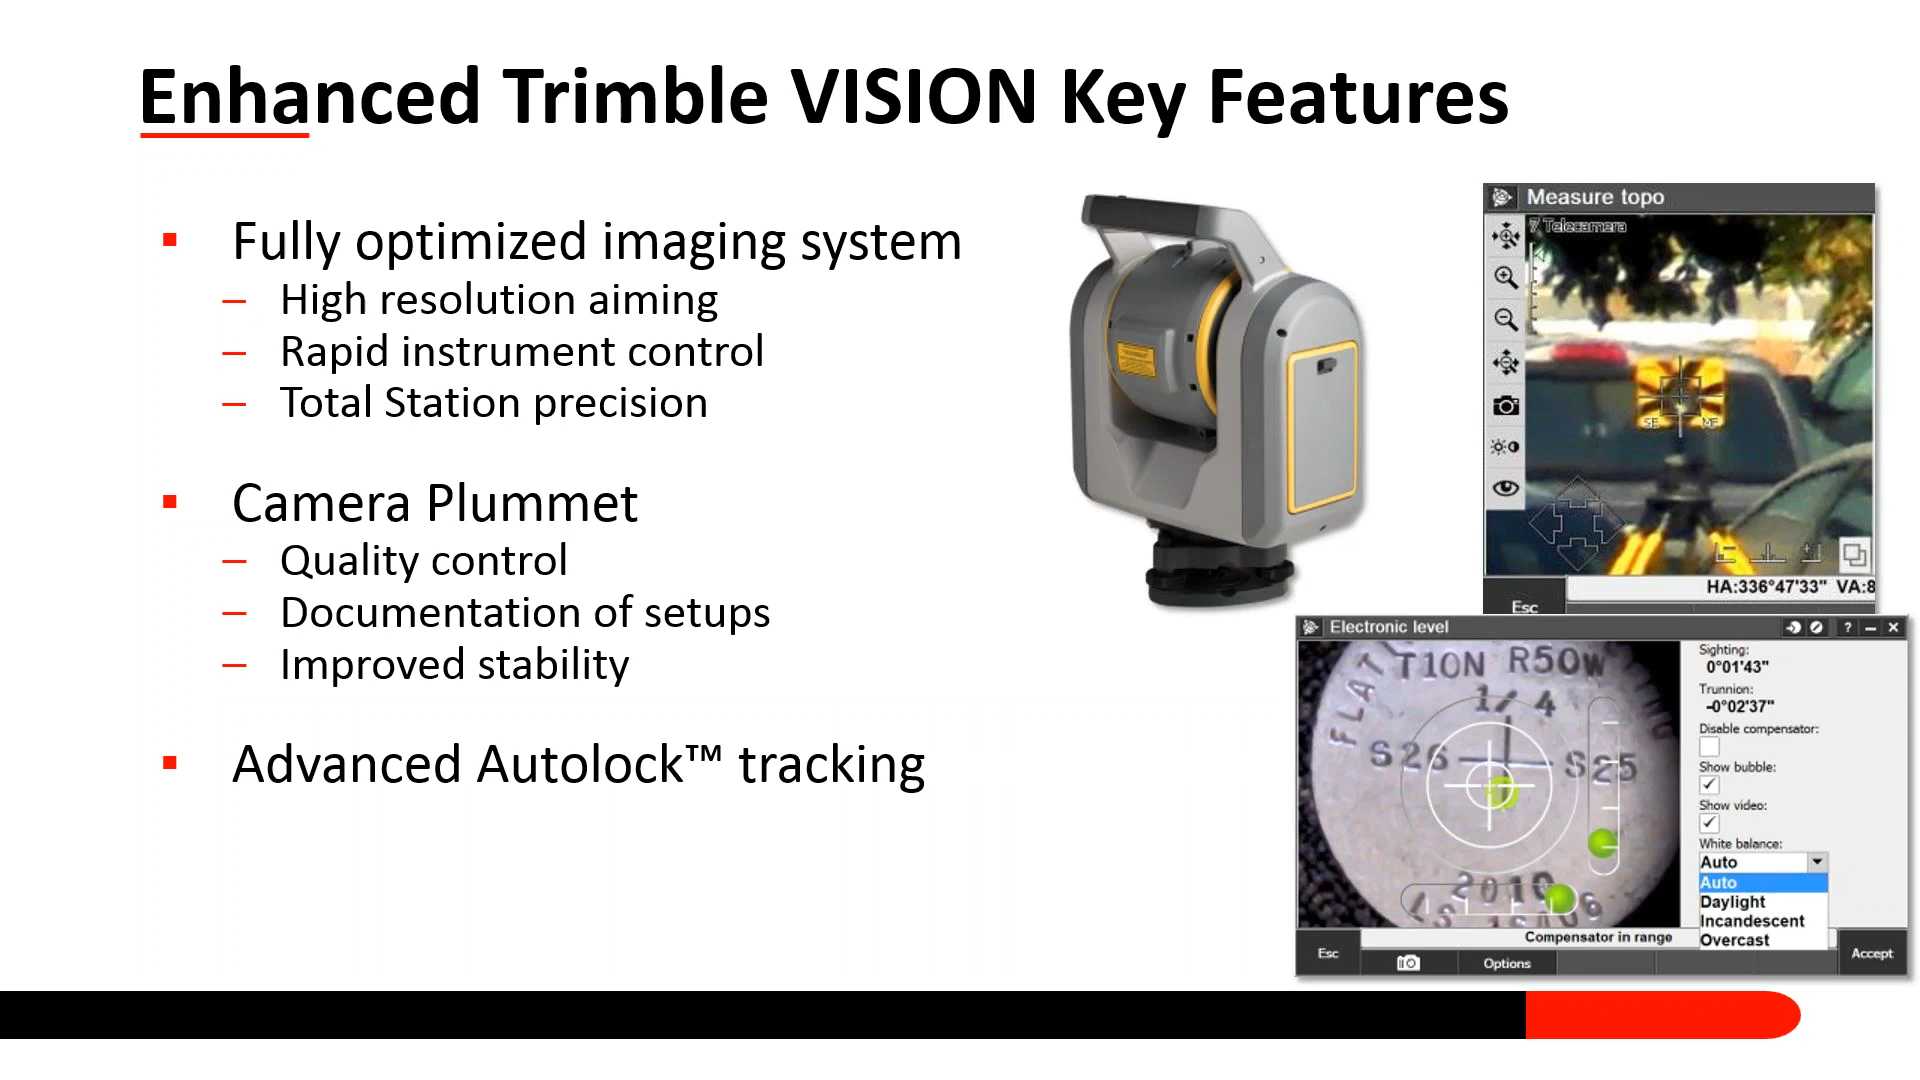 Enhanced Trimble VISION Key Features
Fully optimized imaging system
– High resolution aiming
– Rapid instrument control
– Total Station precision
Camera Plummet
– Quality control
– Documentation of setups
– Improved stability
Advanced Autolock™ tracking
Measure topo
7 Telecamera
SE MF
HA:336°47'33" VA:8
Esc
Electronic level
? – ×
T10N R50W
1/4
S26 S25
2010
Sighting:
0°01'43"
Trunnion:
-0°02'37"
Disable compensator:
Show bubble:
Show video:
White balance:
Auto
Auto
Daylight
Incandescent
Overcast
Compensator in range
Esc
Options
Accept